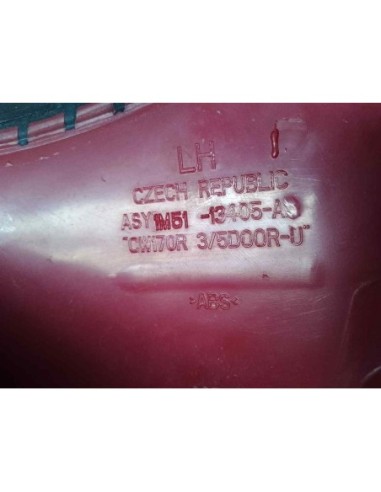 LH
CZECH REPUBLIC
ASY 1M51 -13405-A
"CW170R 3/5DOOR-U"
>ABS<